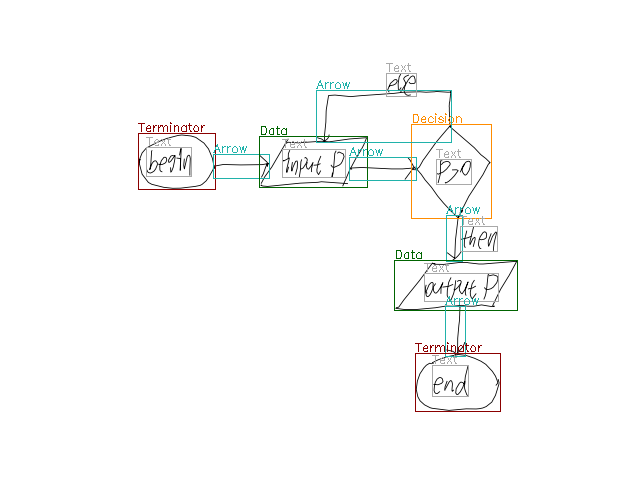 Text
else
Arrow
Decision
Terminator
Text
begin
Arrow
Data
Text
input P
Arrow
Text
P>0
Arrow
Text
then
Data
Text
output P
Arrow
Terminator
Text
end